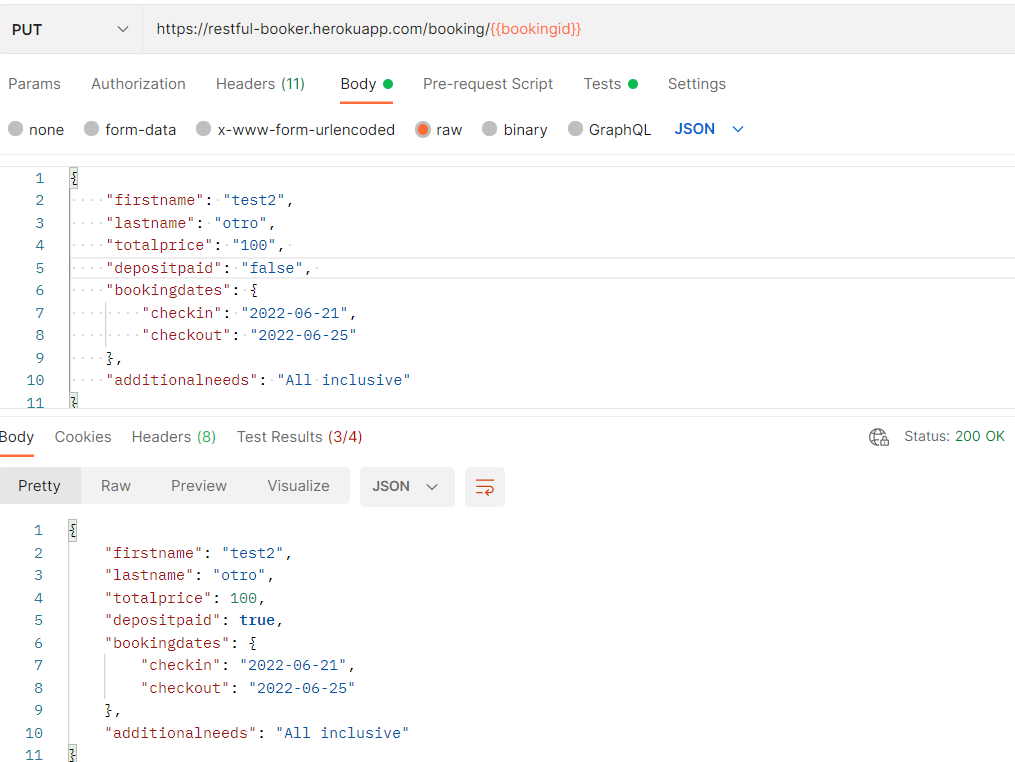 PUT https://restful-booker.herokuapp.com/booking/{{bookingid}}
Params Authorization Headers (11) Body Pre-request Script Tests Settings
none form-data x-www-form-urlencoded raw binary GraphQL JSON
1 {
2 "firstname": "test2",
3 "lastname": "otro",
4 "totalprice": "100",
5 "depositpaid": "false",
6 "bookingdates": {
7 "checkin": "2022-06-21",
8 "checkout": "2022-06-25"
9 },
10 "additionalneeds": "All inclusive"
11 }
Body Cookies Headers (8) Test Results (3/4) Status: 200 OK
Pretty Raw Preview Visualize JSON
1 {
2 "firstname": "test2",
3 "lastname": "otro",
4 "totalprice": 100,
5 "depositpaid": true,
6 "bookingdates": {
7 "checkin": "2022-06-21",
8 "checkout": "2022-06-25"
9 },
10 "additionalneeds": "All inclusive"
11 }